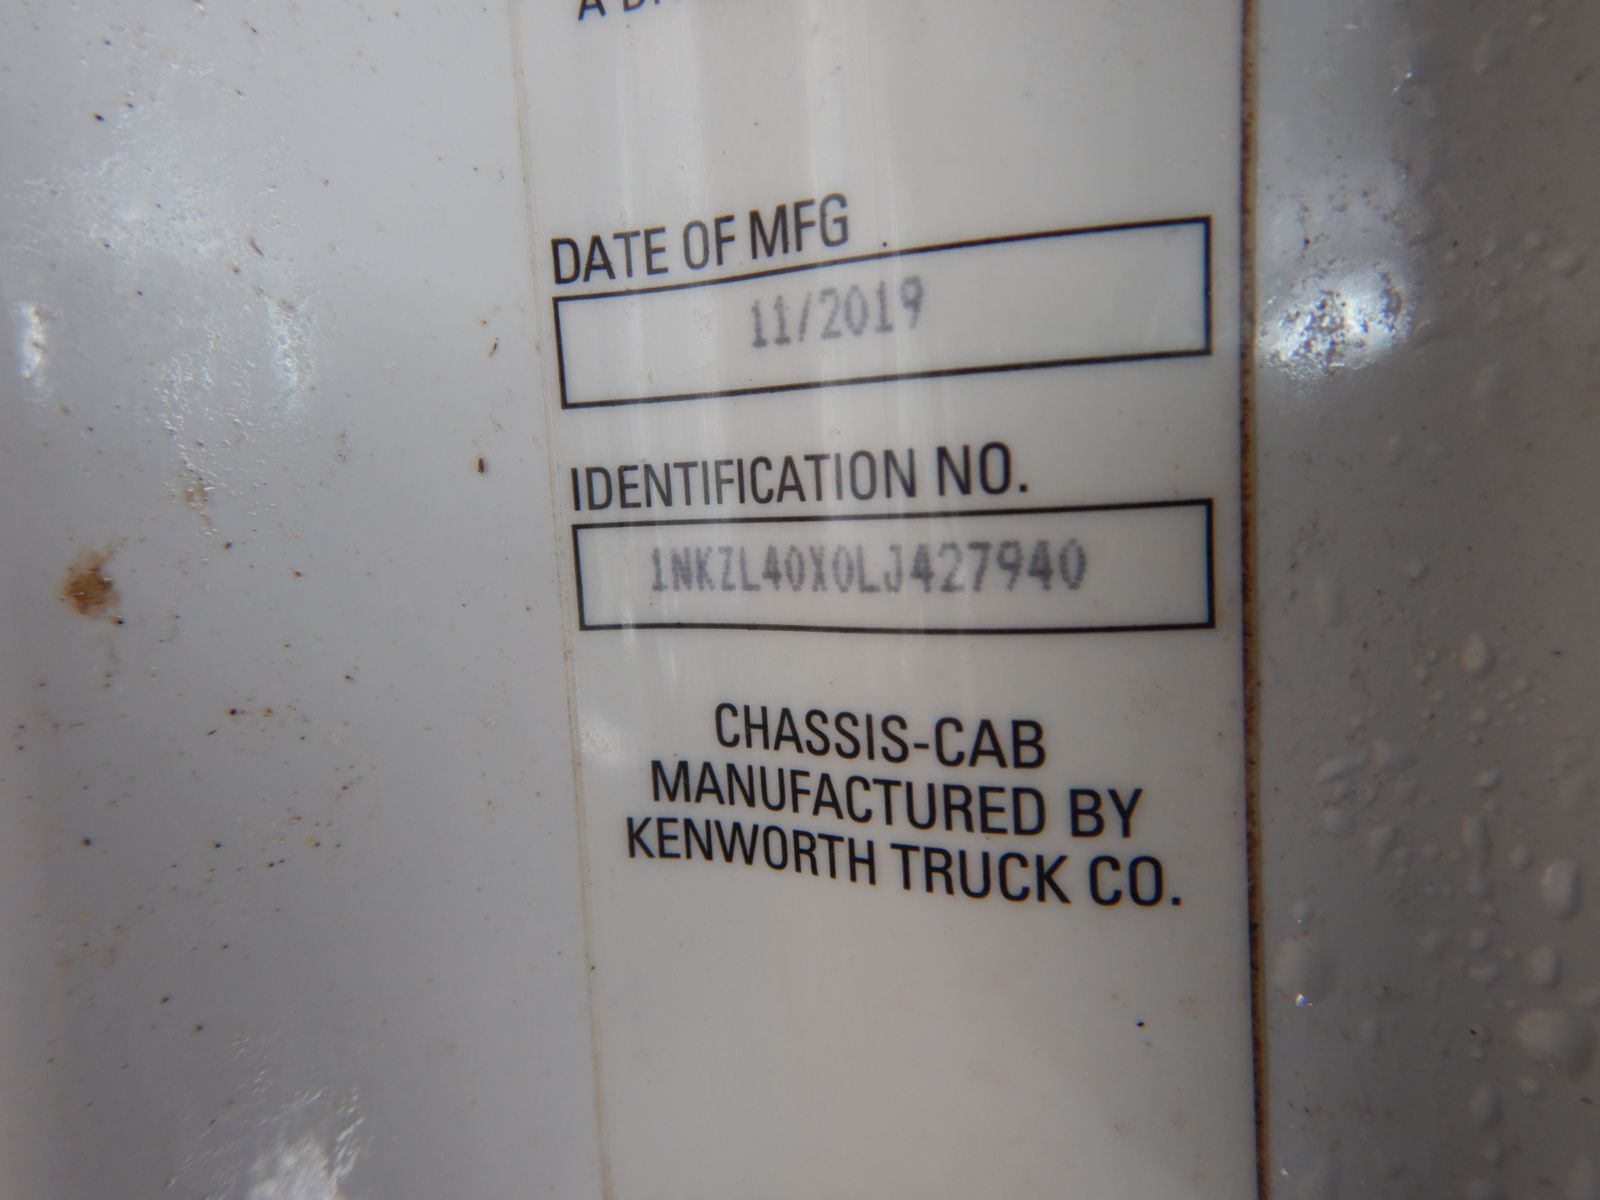 DATE OF MFG
11/2019
IDENTIFICATION NO.
1NKZL40X0LJ427940
CHASSIS-CAB
MANUFACTURED BY
KENWORTH TRUCK CO.